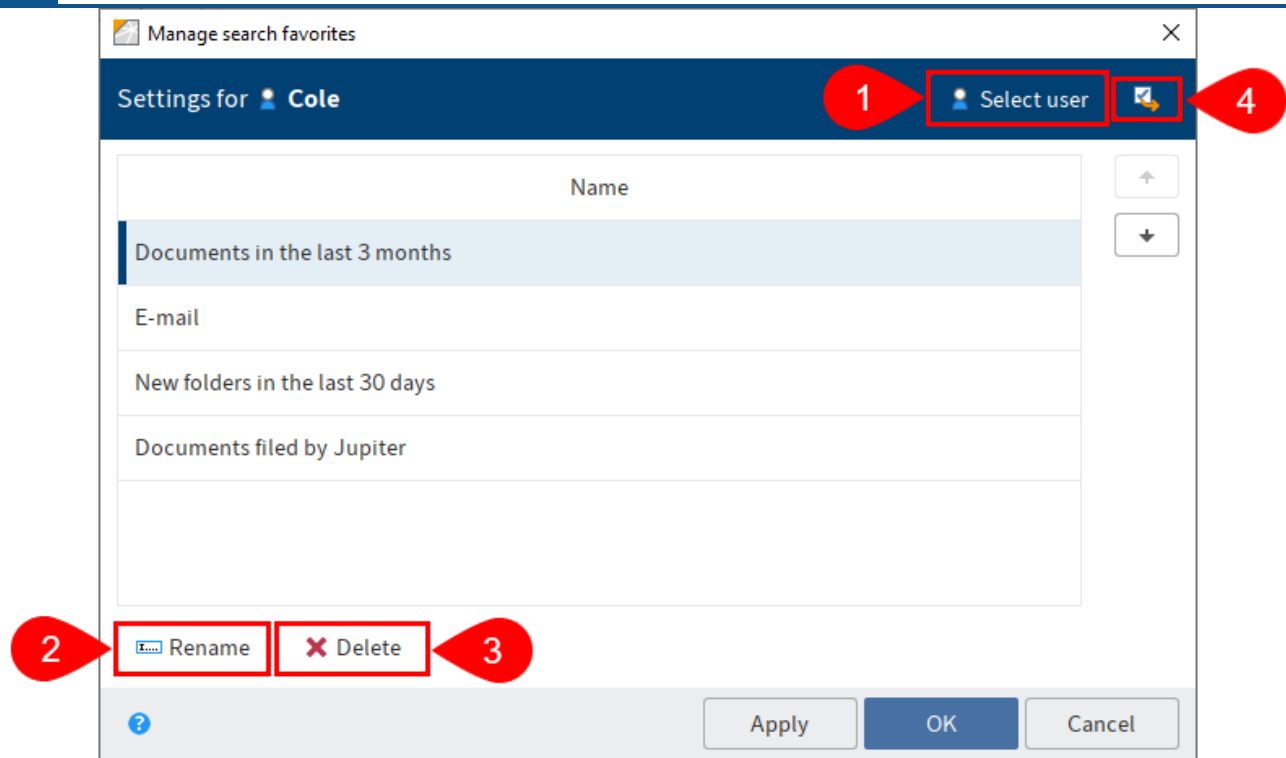 Manage search favorites
Settings for Cole
1
Select user
4
Name
Documents in the last 3 months
E-mail
New folders in the last 30 days
Documents filed by Jupiter
2
Rename
Delete
3
?
Apply
OK
Cancel